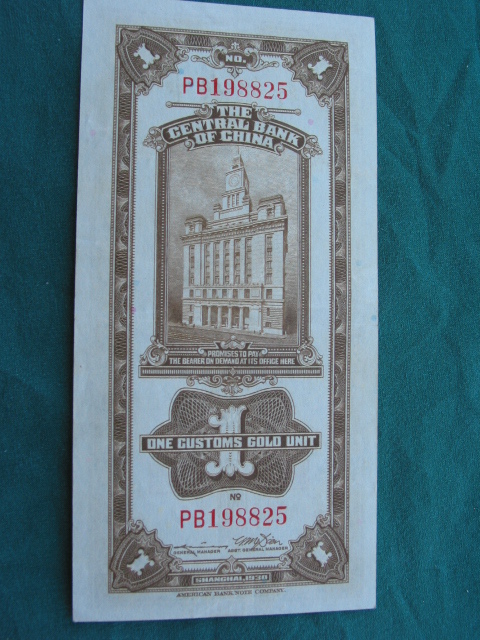 NO.
PB198825
THE
CENTRAL BANK
OF CHINA
PROMISES TO PAY
THE BEARER ON DEMAND AT ITS OFFICE HERE
1
ONE CUSTOMS GOLD UNIT
NO
PB198825
GENERAL MANAGER ASST. GENERAL MANAGER
SHANGHAI, 1930
AMERICAN BANK NOTE COMPANY.